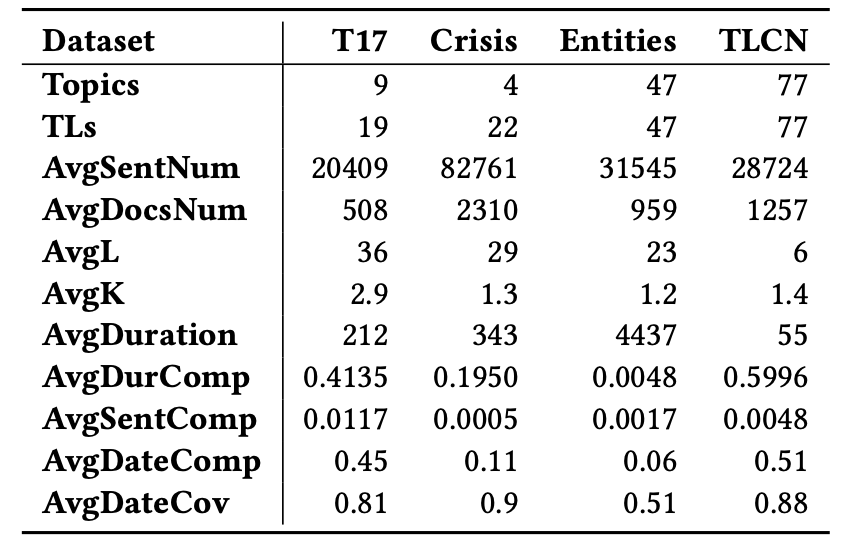 Dataset T17 Crisis Entities TLCN
Topics 9 4 47 77
TLs 19 22 47 77
AvgSentNum 20409 82761 31545 28724
AvgDocsNum 508 2310 959 1257
AvgL 36 29 23 6
AvgK 2.9 1.3 1.2 1.4
AvgDuration 212 343 4437 55
AvgDurComp 0.4135 0.1950 0.0048 0.5996
AvgSentComp 0.0117 0.0005 0.0017 0.0048
AvgDateComp 0.45 0.11 0.06 0.51
AvgDateCov 0.81 0.9 0.51 0.88